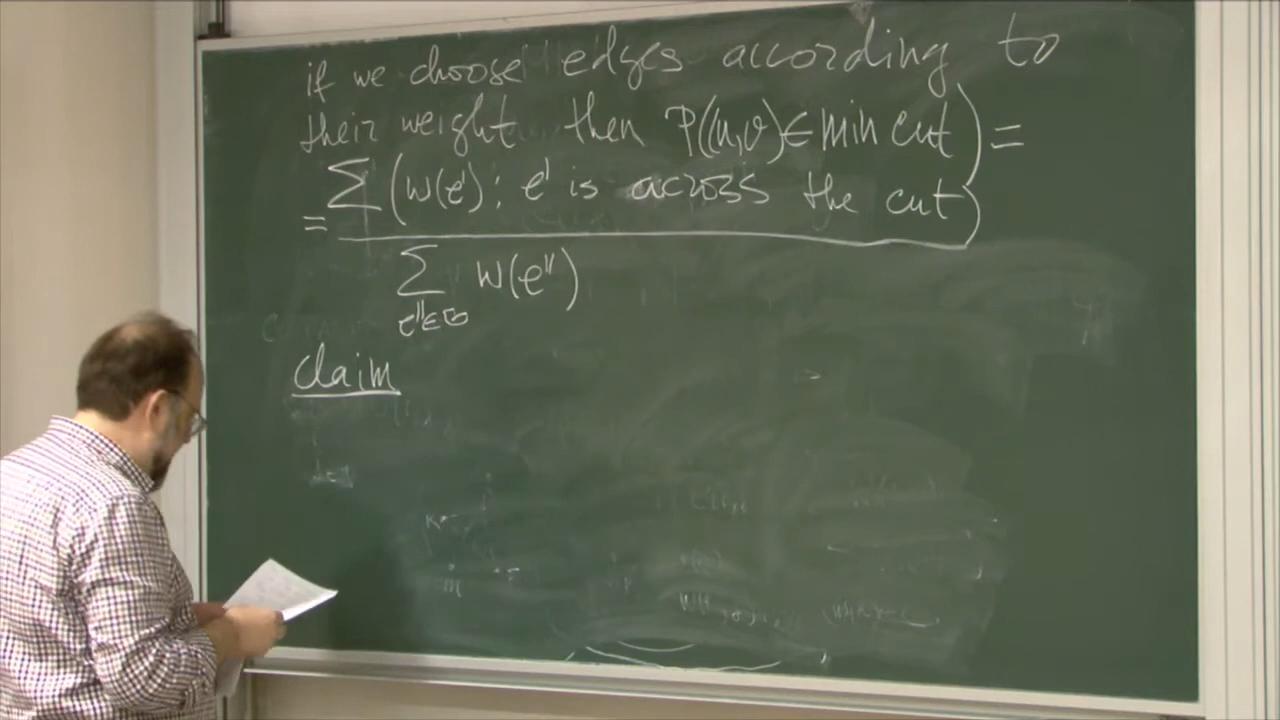 if we choose edges according to
their weight then P((u,v) ∈ min cut) =
= Σ (w(e') : e' is across the cut)
Σ e''∈E w(e'')
claim